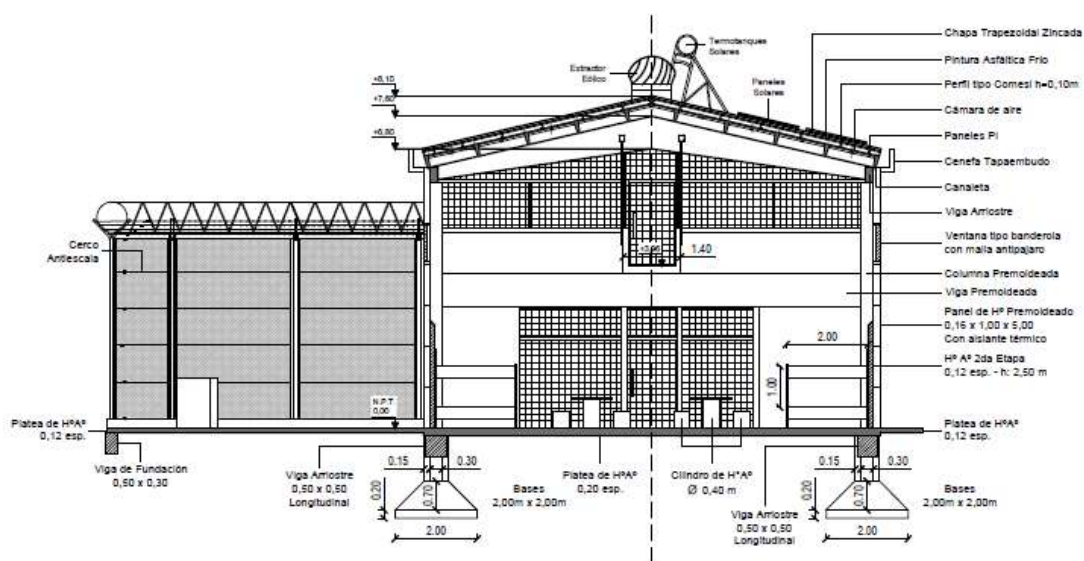 Termotanques
Solares
Extractor
Eólico
Paneles
Solares
+8,10
+7,60
+6,80
Chapa Trapezoidal Zincada
Pintura Asfáltica Frio
Perfil tipo Comesi h=0,10m
Cámara de aire
Paneles PI
Cenefa Tapaembudo
Canaleta
Viga Arriostre
Ventana tipo banderola
con malla antipajaro
Columna Premoldeada
Viga Premoldeada
Panel de Hº Premoldeado
0,16 x 1,00 x 5,00
Con aislante térmico
Hº Aº 2da Etapa
0,12 esp. - h: 2,50 m
Platea de HºAº
0,12 esp.
Cerco
Antiescala
1.40
2.00
1.00
N.P.T
0,00
Platea de HºAº
0,12 esp.
Viga de Fundación
0,50 x 0,30
Viga Arriostre
0,50 x 0,50
Longitudinal
0.15
0.30
0.20
0.70
2.00
Bases
2,00m x 2,00m
Platea de HºAº
0,20 esp.
Cilindro de HºAº
Ø 0,40 m
Viga Arriostre
0,50 x 0,50
Longitudinal
0.15
0.30
0.20
0.70
2.00
Bases
2,00m x 2,00m